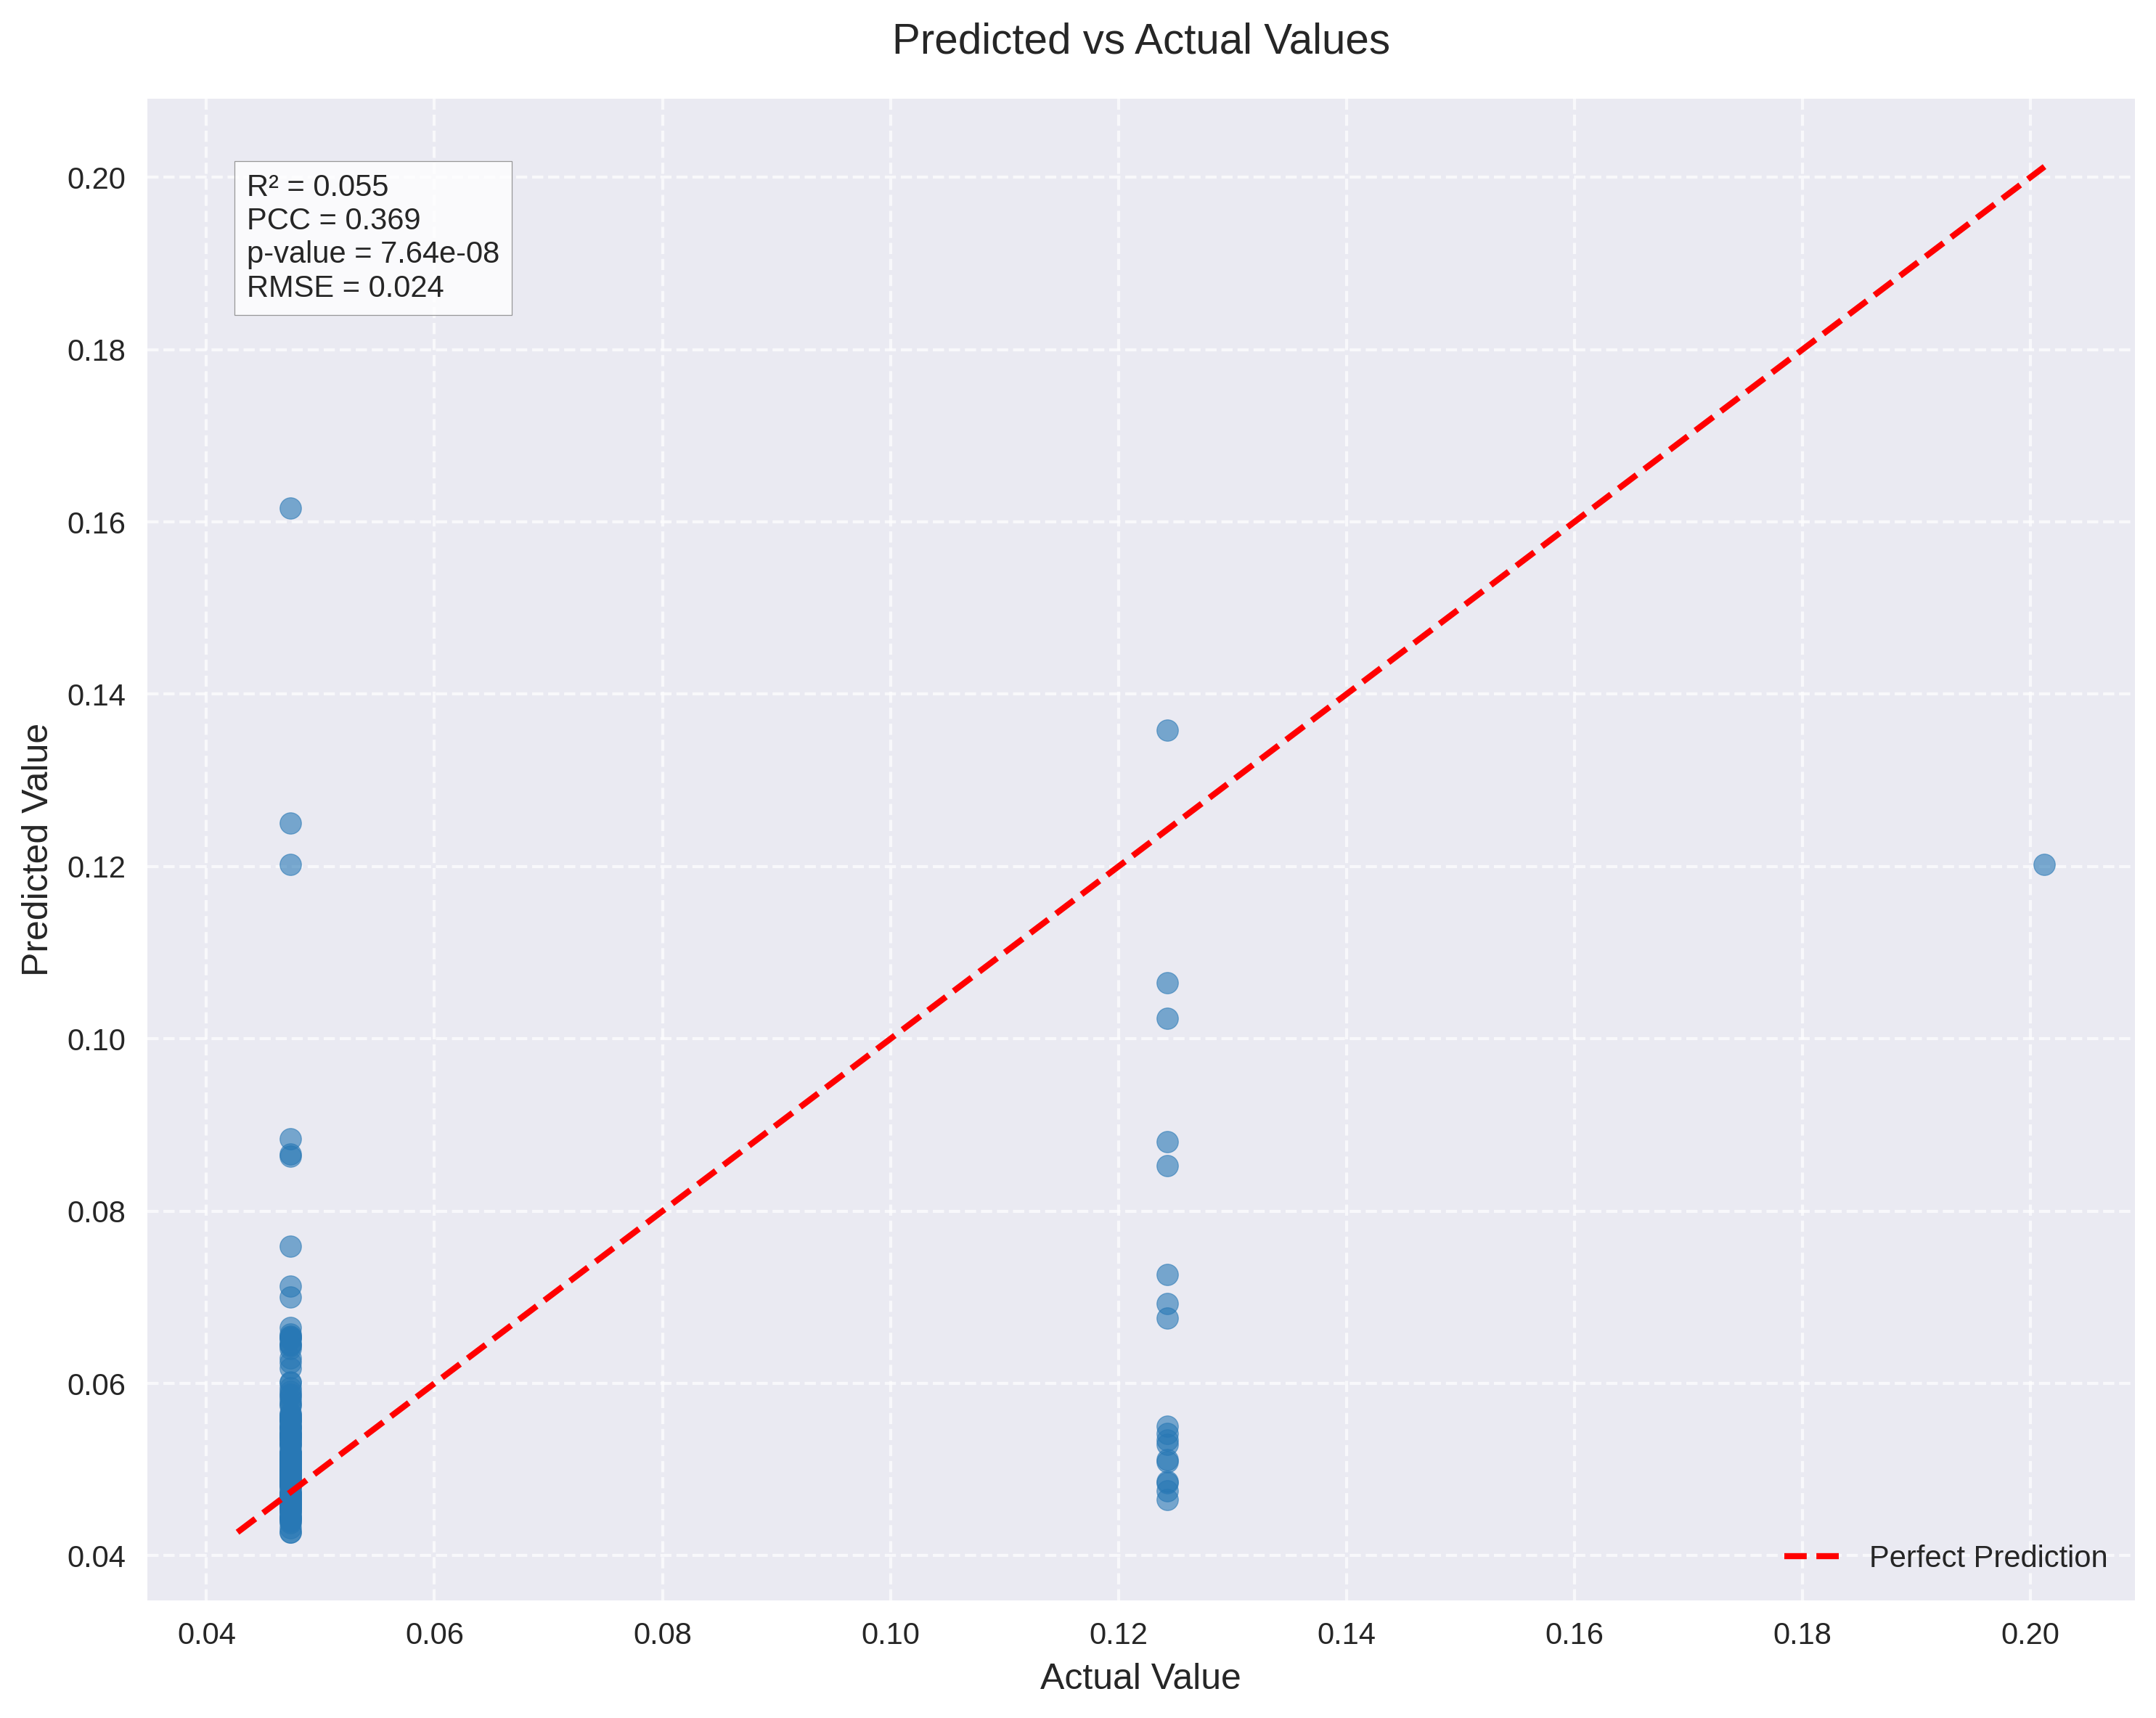 Predicted vs Actual Values
R² = 0.055
PCC = 0.369
p-value = 7.64e-08
RMSE = 0.024
0.20
0.18
0.16
0.14
0.12
0.10
0.08
0.06
0.04
Predicted Value
Perfect Prediction
0.04 0.06 0.08 0.10 0.12 0.14 0.16 0.18 0.20
Actual Value